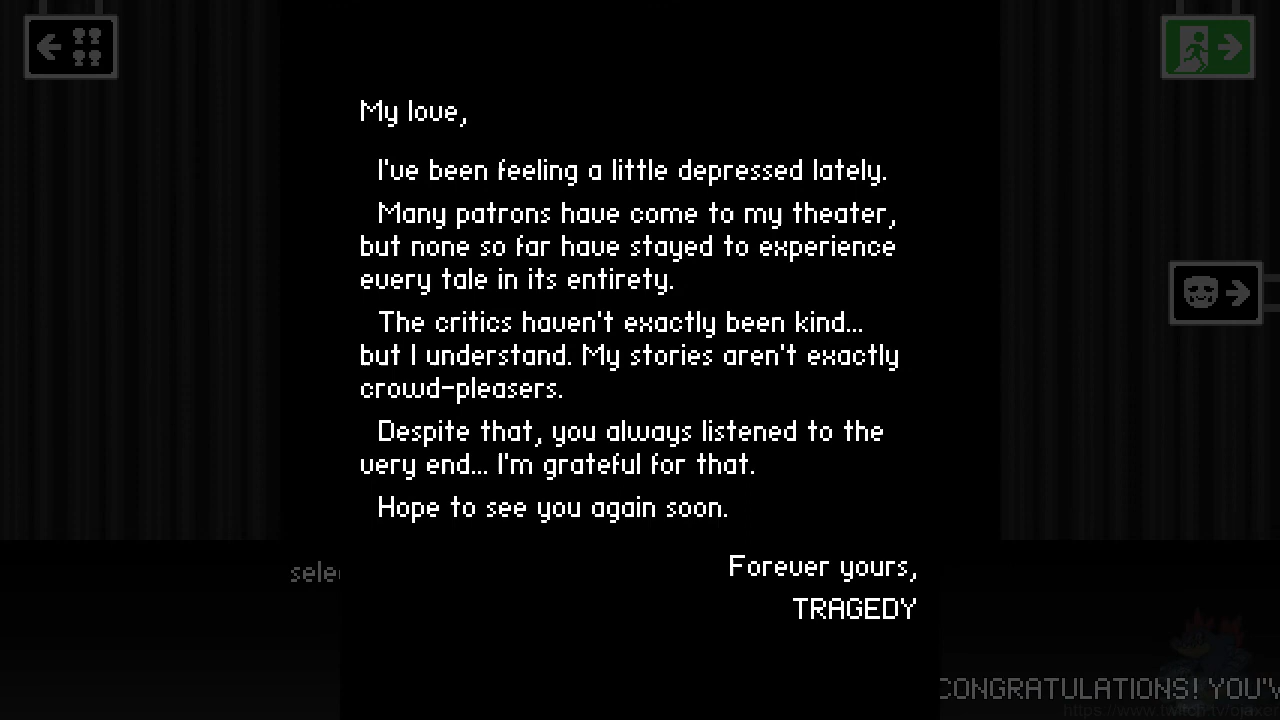 My love,
I've been feeling a little depressed lately.
Many patrons have come to my theater,
but none so far have stayed to experience
every tale in its entirety.
The critics haven't exactly been kind...
but I understand. My stories aren't exactly
crowd-pleasers.
Despite that, you always listened to the
very end... I'm grateful for that.
Hope to see you again soon.
selec
Forever yours,
TRAGEDY
CONGRATULATIONS! YOU'V